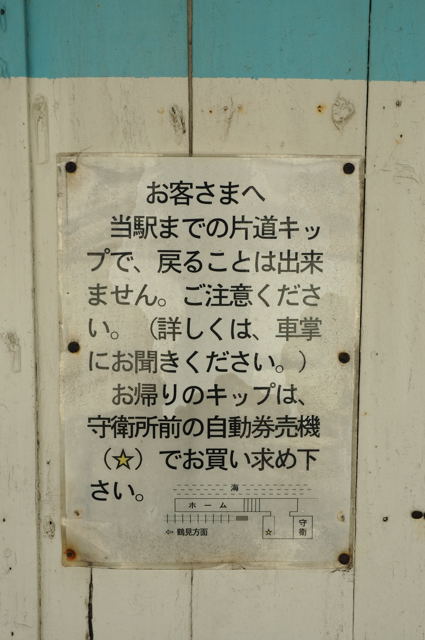 お客さまへ
当駅までの片道キッ
プで、戻ることは出来
ません。ご注意くださ
い。（詳しくは、車掌
にお聞きください。）
お帰りのキップは、
守衛所前の自動券売機
（☆）でお買い求め下
さい。
海
ホーム
守衛
☆
⇦ 鶴見方面